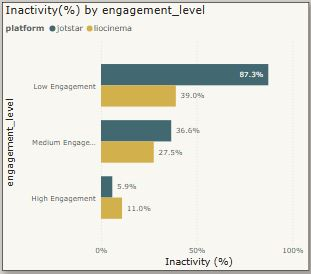 Inactivity(%) by engagement_level
platform jotstar liocinema
Low Engagement
87.3%
39.0%
Medium Engage...
36.6%
27.5%
High Engagement
5.9%
11.0%
engagement_level
0% 50% 100%
Inactivity (%)